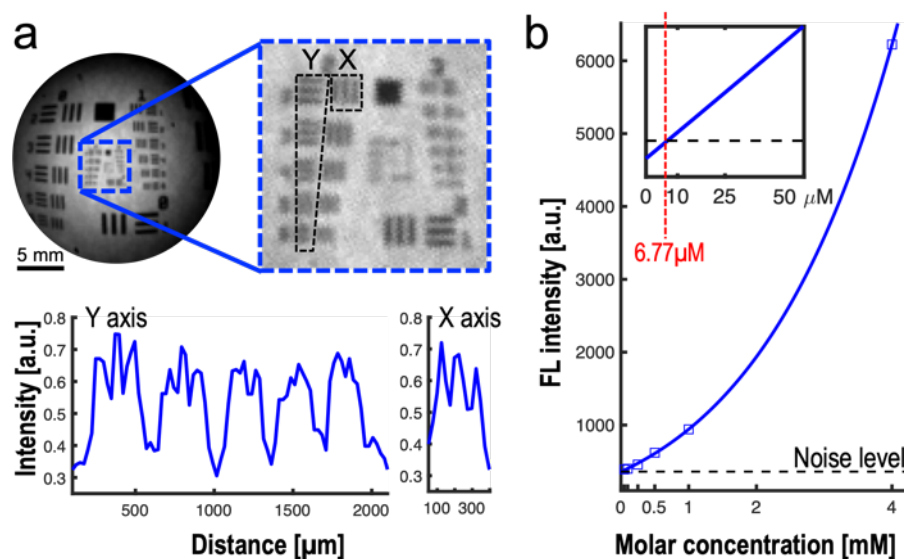 a
Y X
5 mm
Y axis
Intensity [a.u.]
0.8
0.7
0.6
0.5
0.4
0.3
500 1000 1500 2000
X axis
0.8
0.7
0.6
0.5
0.4
0.3
100 400
Distance [µm]
b
FL intensity [a.u.]
6000
5000
4000
3000
2000
1000
0 25 50 µM
6.77µM
Noise level
0 0.5 1 2 4
Molar concentration [mM]